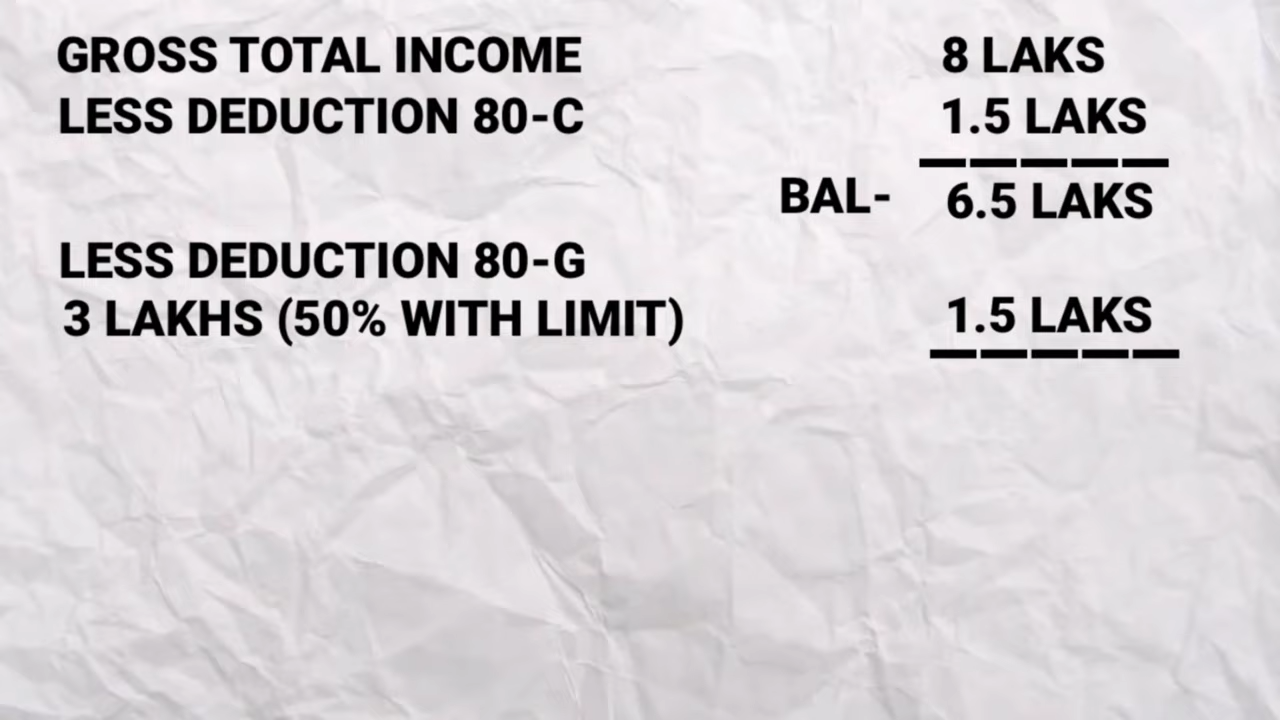 GROSS TOTAL INCOME 8 LAKS
LESS DEDUCTION 80-C 1.5 LAKS
BAL- 6.5 LAKS
LESS DEDUCTION 80-G
3 LAKHS (50% WITH LIMIT) 1.5 LAKS